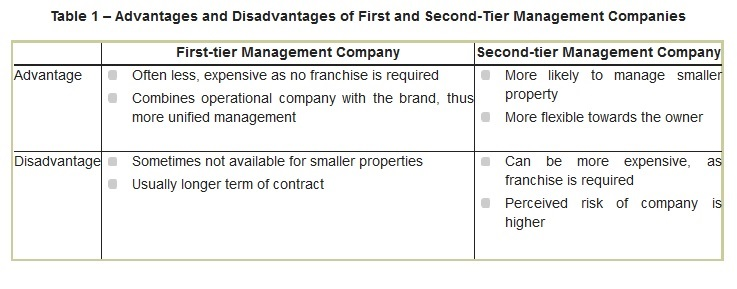 Table 1 – Advantages and Disadvantages of First and Second-Tier Management Companies
First-tier Management Company
Second-tier Management Company
Advantage
Often less, expensive as no franchise is required
Combines operational company with the brand, thus
more unified management
More likely to manage smaller
property
More flexible towards the owner
Disadvantage
Sometimes not available for smaller properties
Usually longer term of contract
Can be more expensive, as
franchise is required
Perceived risk of company is
higher